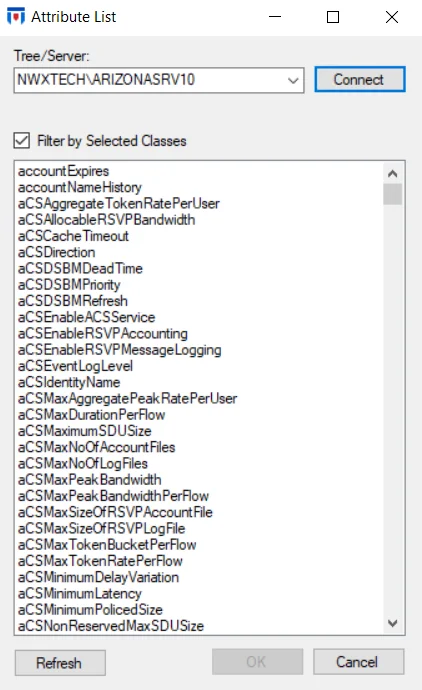 Attribute List
Tree/Server:
NWXTECH\ARIZONASRV10
Connect
Filter by Selected Classes
accountExpires
accountNameHistory
aCSAggregateTokenRatePerUser
aCSAllocableRSVPBandwidth
aCSCacheTimeout
aCSDirection
aCSDSBMDeadTime
aCSDSBMPriority
aCSDSBMRefresh
aCSEnableACSService
aCSEnableRSVPAccounting
aCSEnableRSVPMessageLogging
aCSEventLogLevel
aCSIdentityName
aCSMaxAggregatePeakRatePerUser
aCSMaxDurationPerFlow
aCSMaximumSDUSize
aCSMaxNoOfAccountFiles
aCSMaxNoOfLogFiles
aCSMaxPeakBandwidth
aCSMaxPeakBandwidthPerFlow
aCSMaxSizeOfRSVPAccountFile
aCSMaxSizeOfRSVPLogFile
aCSMaxTokenBucketPerFlow
aCSMaxTokenRatePerFlow
aCSMinimumDelayVariation
aCSMinimumLatency
aCSMinimumPolicedSize
aCSNonReservedMaxSDUSize
Refresh
OK
Cancel